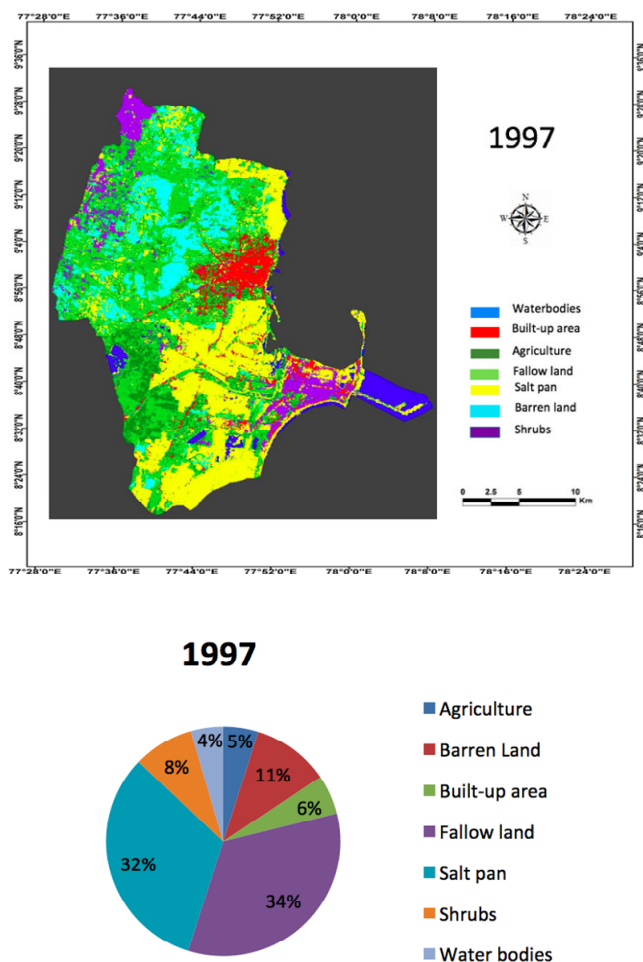 77°28'0"E 77°36'0"E 77°44'0"E 77°52'0"E 78°0'0"E 78°8'0"E 78°16'0"E 78°24'0"E
1997
N
W E
S
Waterbodies
Built-up area
Agriculture
Fallow land
Salt pan
Barren land
Shrubs
0 2.5 5 10
Km
77°28'0"E 77°36'0"E 77°44'0"E 77°52'0"E 78°0'0"E 78°8'0"E 78°16'0"E 78°24'0"E
1997
4% 5%
8% 11%
6%
32%
34%
Agriculture
Barren Land
Built-up area
Fallow land
Salt pan
Shrubs
Water bodies